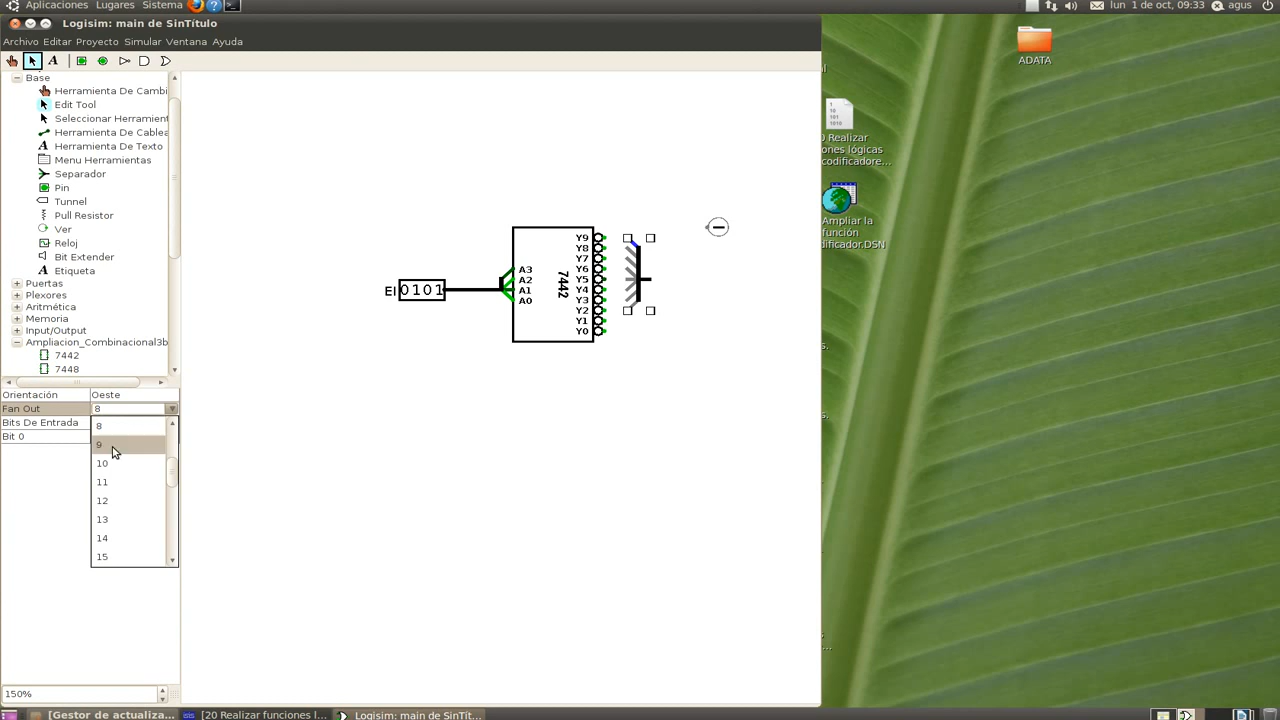 Aplicaciones Lugares Sistema
lun 1 de oct, 09:33 agus
Logisim: main de SinTítulo
Archivo Editar Proyecto Simular Ventana Ayuda
A
Base
Herramienta De Cambi
Edit Tool
Seleccionar Herramient
Herramienta De Cablea
A Herramienta De Texto
Menu Herramientas
Separador
Pin
Tunnel
Pull Resistor
Ver
Reloj
Bit Extender
Etiqueta
Puertas
Plexores
Aritmética
Memoria
Input/Output
Ampliacion_Combinacional3b
7442
7448
Orientación Oeste
Fan Out 8
Bits De Entrada
Bit 0
8
9
10
11
12
13
14
15
150%
EI 0101
A3
A2
A1
A0
7442
Y9
Y8
Y7
Y6
Y5
Y4
Y3
Y2
Y1
Y0
ADATA
1
10
101
1010
0 Realizar
ones lógicas
codificadore...
Ampliar la
función
dificador.DSN
[Gestor de actualiza...
[20 Realizar funciones l...
Logisim: main de SinTít...